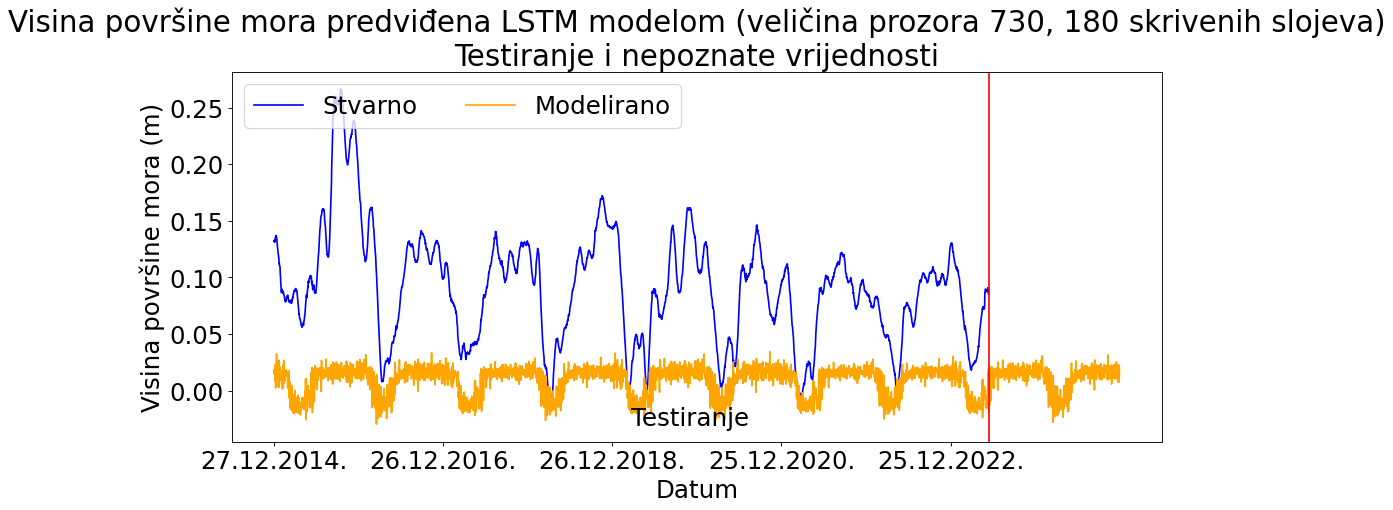 Visina površine mora predviđena LSTM modelom (veličina prozora 730, 180 skrivenih slojeva)
Testiranje i nepoznate vrijednosti
Stvarno Modelirano
Visina površine mora (m)
0.25
0.20
0.15
0.10
0.05
0.00
Testiranje
27.12.2014. 26.12.2016. 26.12.2018. 25.12.2020. 25.12.2022.
Datum